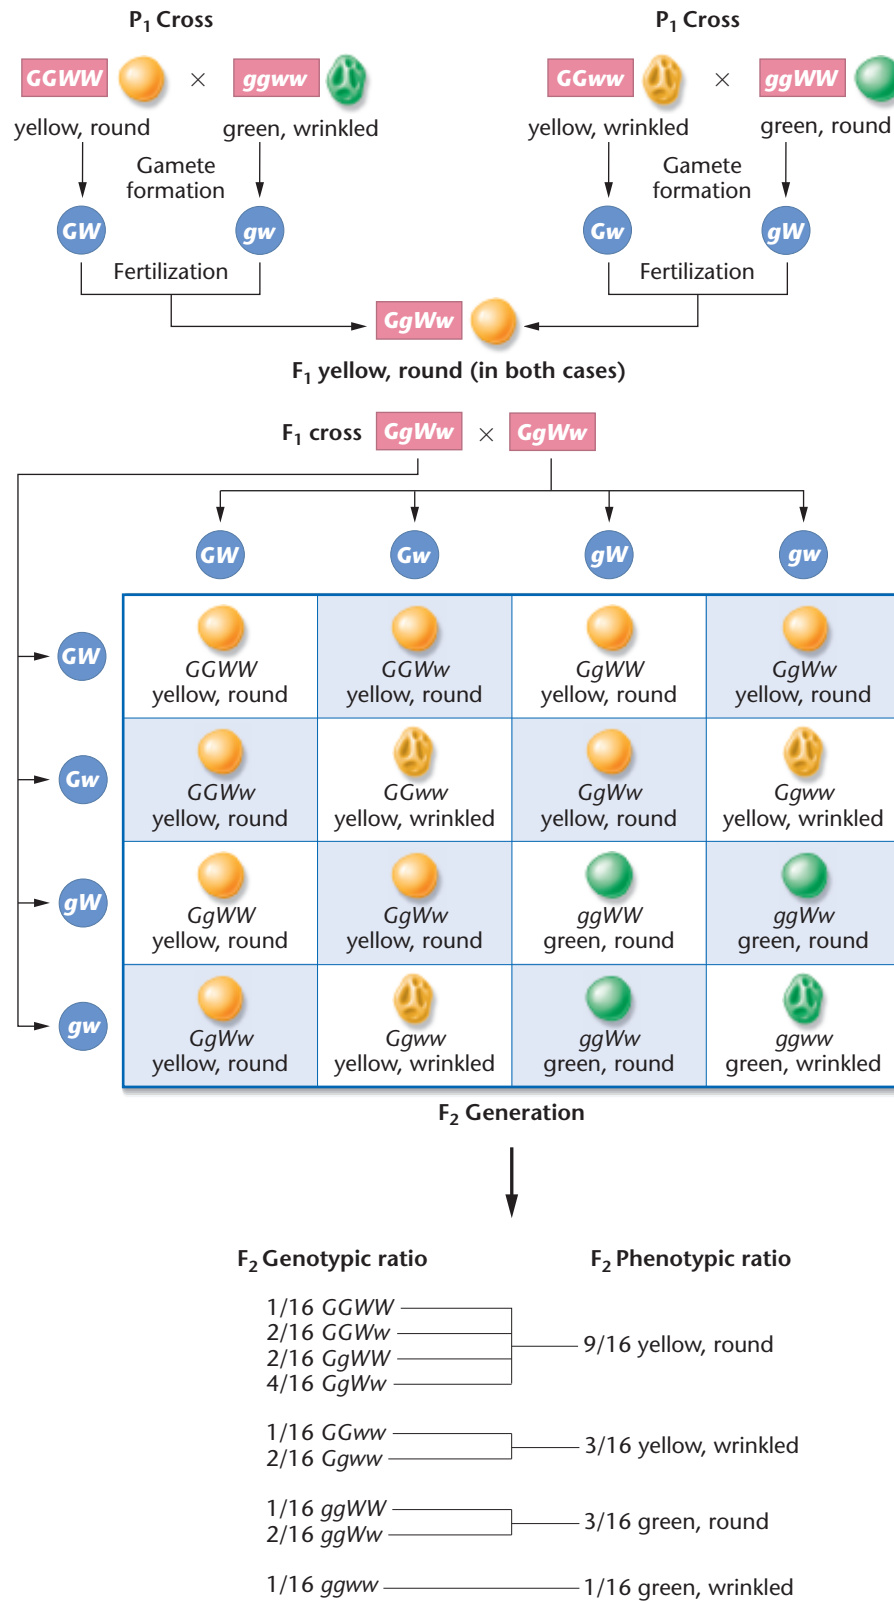 P1 Cross
P1 Cross
GGWW × ggww
GGww × ggWW
yellow, round green, wrinkled
yellow, wrinkled green, round
Gamete
formation
Gamete
formation
GW gw
Gw gW
Fertilization
Fertilization
GgWw
F1 yellow, round (in both cases)
F1 cross GgWw × GgWw
GW Gw gW gw
GW
GGWW GGWw GgWW GgWw
yellow, round yellow, round yellow, round yellow, round
Gw
GGWw GGww GgWw Ggww
yellow, round yellow, wrinkled yellow, round yellow, wrinkled
gW
GgWW GgWw ggWW ggWw
yellow, round yellow, round green, round green, round
gw
GgWw Ggww ggWw ggww
yellow, round yellow, wrinkled green, round green, wrinkled
F2 Generation
F2 Genotypic ratio F2 Phenotypic ratio
1/16 GGWW
2/16 GGWw
2/16 GgWW
4/16 GgWw
9/16 yellow, round
1/16 GGww
2/16 Ggww
3/16 yellow, wrinkled
1/16 ggWW
2/16 ggWw
3/16 green, round
1/16 ggww 1/16 green, wrinkled